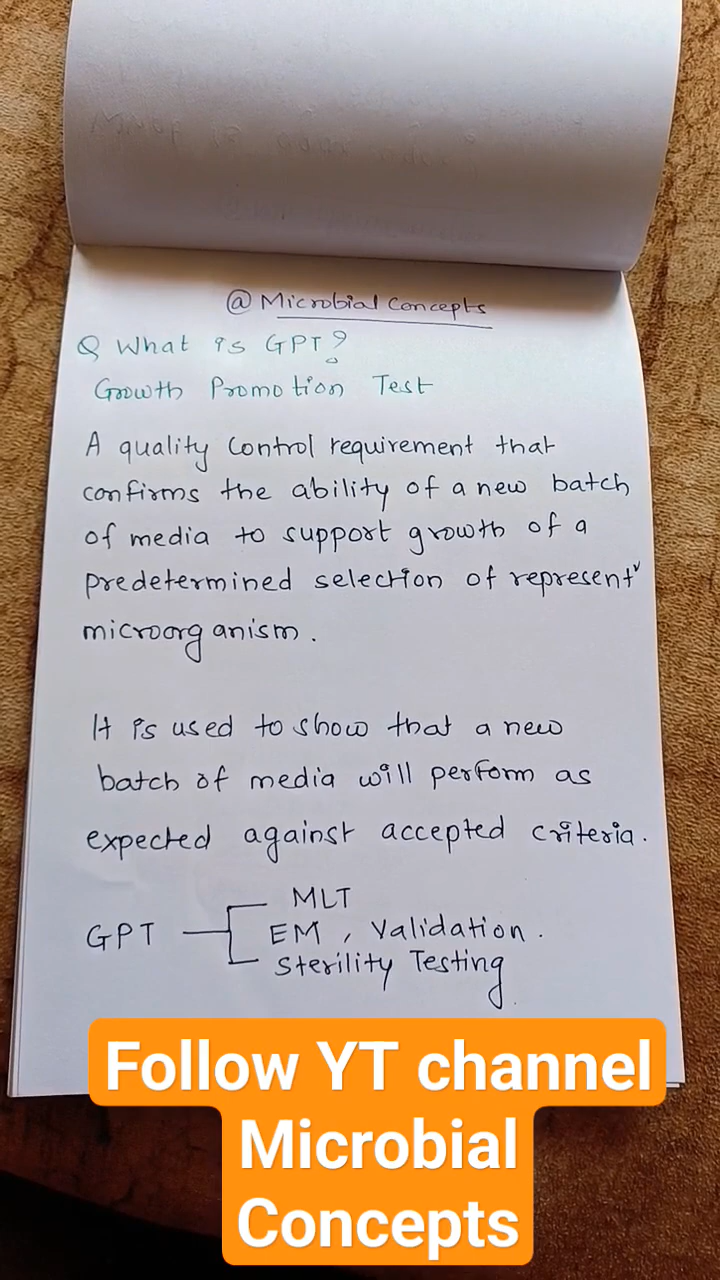 @ Microbial Concepts
Q What is GPT?
Growth Promotion Test
A quality control requirement that
confirms the ability of a new batch
of media to support growth of a
predetermined selection of represent
microorganism.
It is used to show that a new
batch of media will perform as
expected against accepted criteria.
MLT
GPT EM, Validation.
Sterility Testing
Follow YT channel
Microbial
Concepts